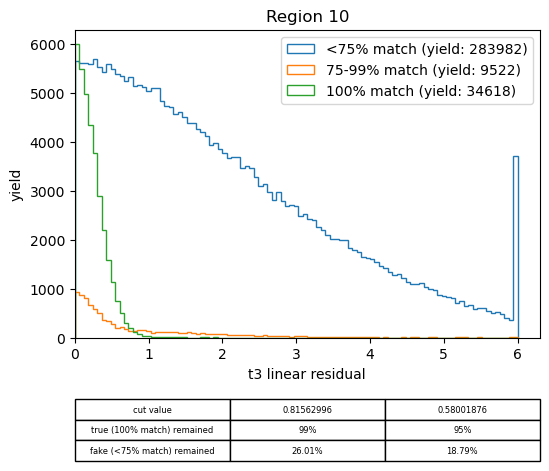 Region 10
<75% match (yield: 283982)
75-99% match (yield: 9522)
100% match (yield: 34618)
6000
5000
4000
3000
2000
1000
0
yield
0 1 2 3 4 5 6
t3 linear residual
cut value 0.81562996 0.58001876
true (100% match) remained 99% 95%
fake (<75% match) remained 26.01% 18.79%